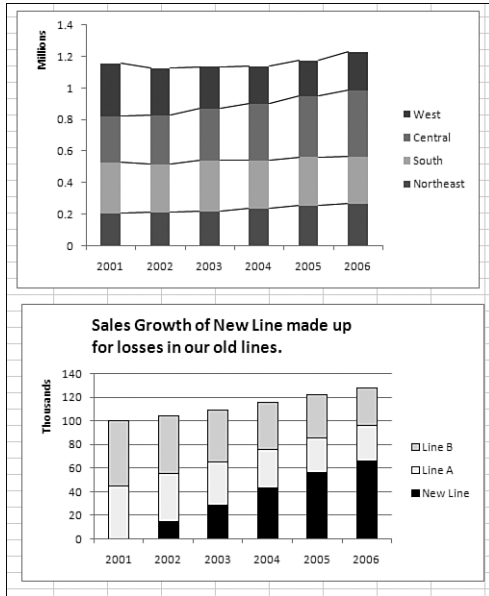 Millions
1.4
1.2
1
0.8
0.6
0.4
0.2
0
2001 2002 2003 2004 2005 2006
West
Central
South
Northeast
Sales Growth of New Line made up
for losses in our old lines.
Thousands
140
120
100
80
60
40
20
0
2001 2002 2003 2004 2005 2006
Line B
Line A
New Line